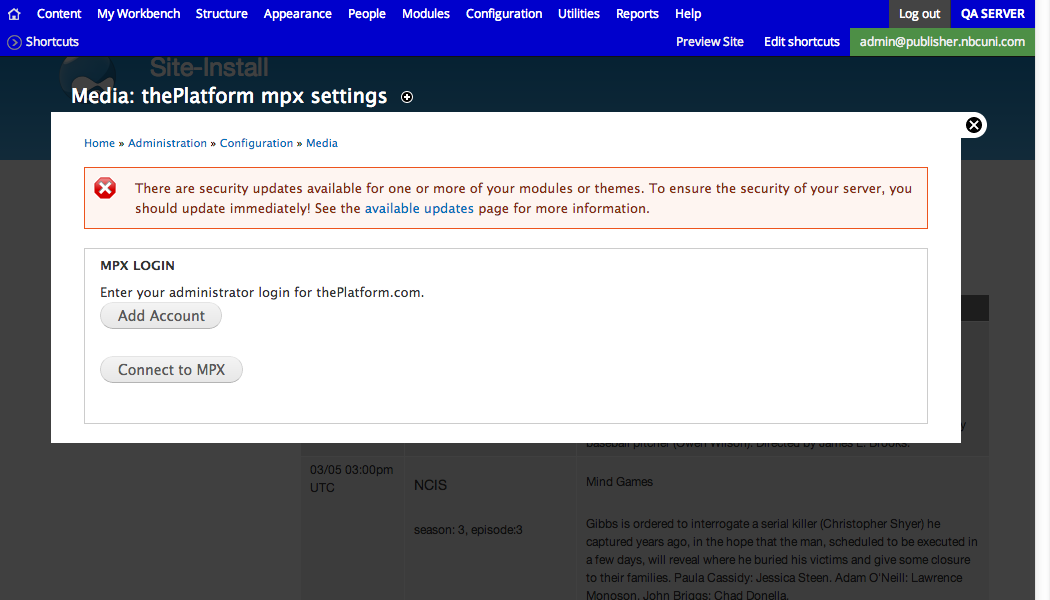 Content My Workbench Structure Appearance People Modules Configuration Utilities Reports Help Log out QA SERVER
Shortcuts Preview Site Edit shortcuts admin@publisher.nbcuni.com
Site-Install
Media: thePlatform mpx settings
Home » Administration » Configuration » Media
There are security updates available for one or more of your modules or themes. To ensure the security of your server, you
should update immediately! See the available updates page for more information.
MPX LOGIN
Enter your administrator login for thePlatform.com.
Add Account
Connect to MPX
baseball pitcher (Owen Wilson). Directed by James L. Brooks.
03/05 03:00pm
UTC
NCIS
season: 3, episode:3
Mind Games
Gibbs is ordered to interrogate a serial killer (Christopher Shyer) he
captured years ago, in the hope that the man, scheduled to be executed in
a few days, will reveal where he buried his victims and give some closure
to their families. Paula Cassidy: Jessica Steen. Adam O'Neill: Lawrence
Monoson. John Briggs: Chad Donella.